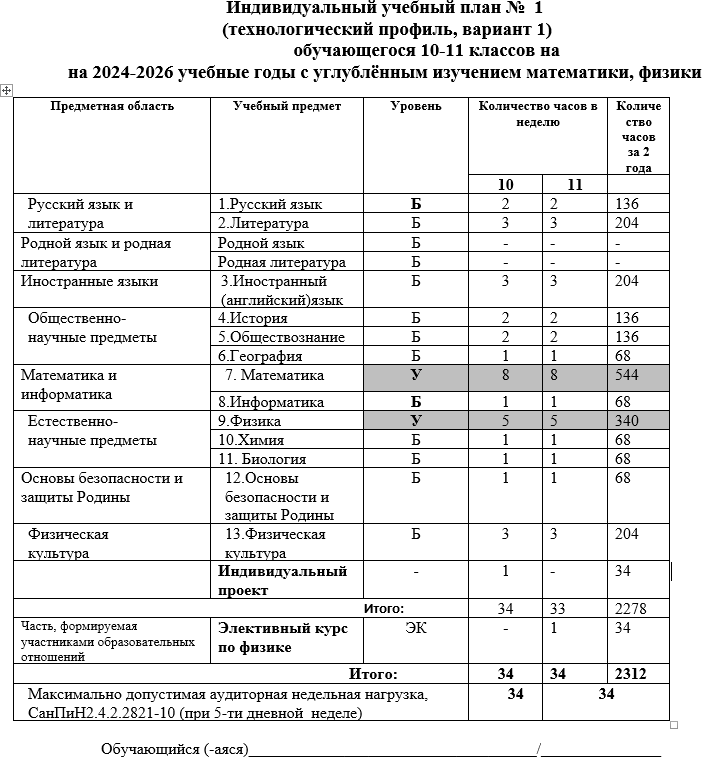 Индивидуальный учебный план № 1
(технологический профиль, вариант 1)
обучающегося 10-11 классов на
на 2024-2026 учебные годы с углублённым изучением математики, физики
Предметная область Учебный предмет Уровень Количество часов в неделю Количе ство часов за 2 года
10 11
Русский язык и литература 1.Русский язык Б 2 2 136
2.Литература Б 3 3 204
Родной язык и родная литература Родной язык Б - - -
Родная литература Б - - -
Иностранные языки 3.Иностранный (английский)язык Б 3 3 204
Общественно-научные предметы 4.История Б 2 2 136
5.Обществознание Б 2 2 136
6.География Б 1 1 68
Математика и информатика 7. Математика У 8 8 544
8.Информатика Б 1 1 68
Естественно-научные предметы 9.Физика У 5 5 340
10.Химия Б 1 1 68
11. Биология Б 1 1 68
Основы безопасности и защиты Родины 12.Основы безопасности и защиты Родины Б 1 1 68
Физическая культура 13.Физическая культура Б 3 3 204
Индивидуальный проект - 1 - 34
Итого: 34 33 2278
Часть, формируемая участниками образовательных отношений Элективный курс по физике ЭК - 1 34
Итого: 34 34 2312
Максимально допустимая аудиторная недельная нагрузка, СанПиН2.4.2.2821-10 (при 5-ти дневной неделе) 34 34
Обучающийся (-аяся)___________________________________/_______________